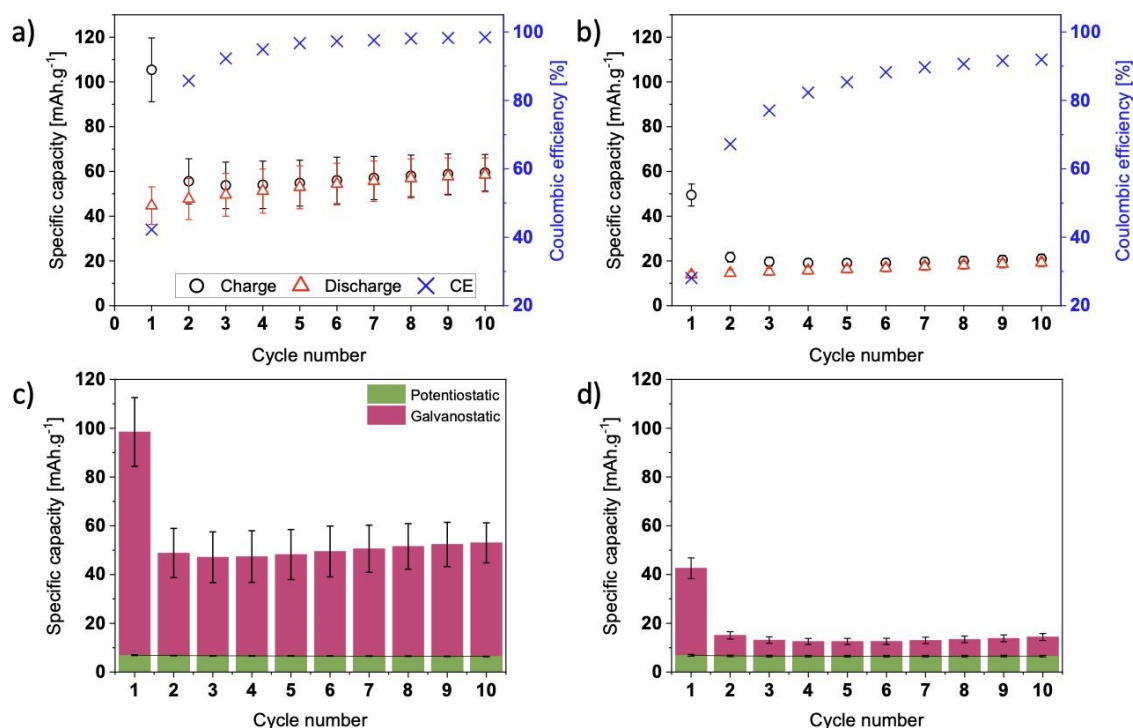 a)
120
100
80
60
40
20
0
Specific capacity [mAh.g⁻¹]
100
80
60
40
20
Coulombic efficiency [%]
Charge Discharge CE
0 1 2 3 4 5 6 7 8 9 10
Cycle number
b)
120
100
80
60
40
20
0
Specific capacity [mAh.g⁻¹]
100
80
60
40
20
Coulombic efficiency [%]
1 2 3 4 5 6 7 8 9 10
Cycle number
c)
120
100
80
60
40
20
0
Specific capacity [mAh.g⁻¹]
Potentiostatic
Galvanostatic
1 2 3 4 5 6 7 8 9 10
Cycle number
d)
120
100
80
60
40
20
0
Specific capacity [mAh.g⁻¹]
1 2 3 4 5 6 7 8 9 10
Cycle number